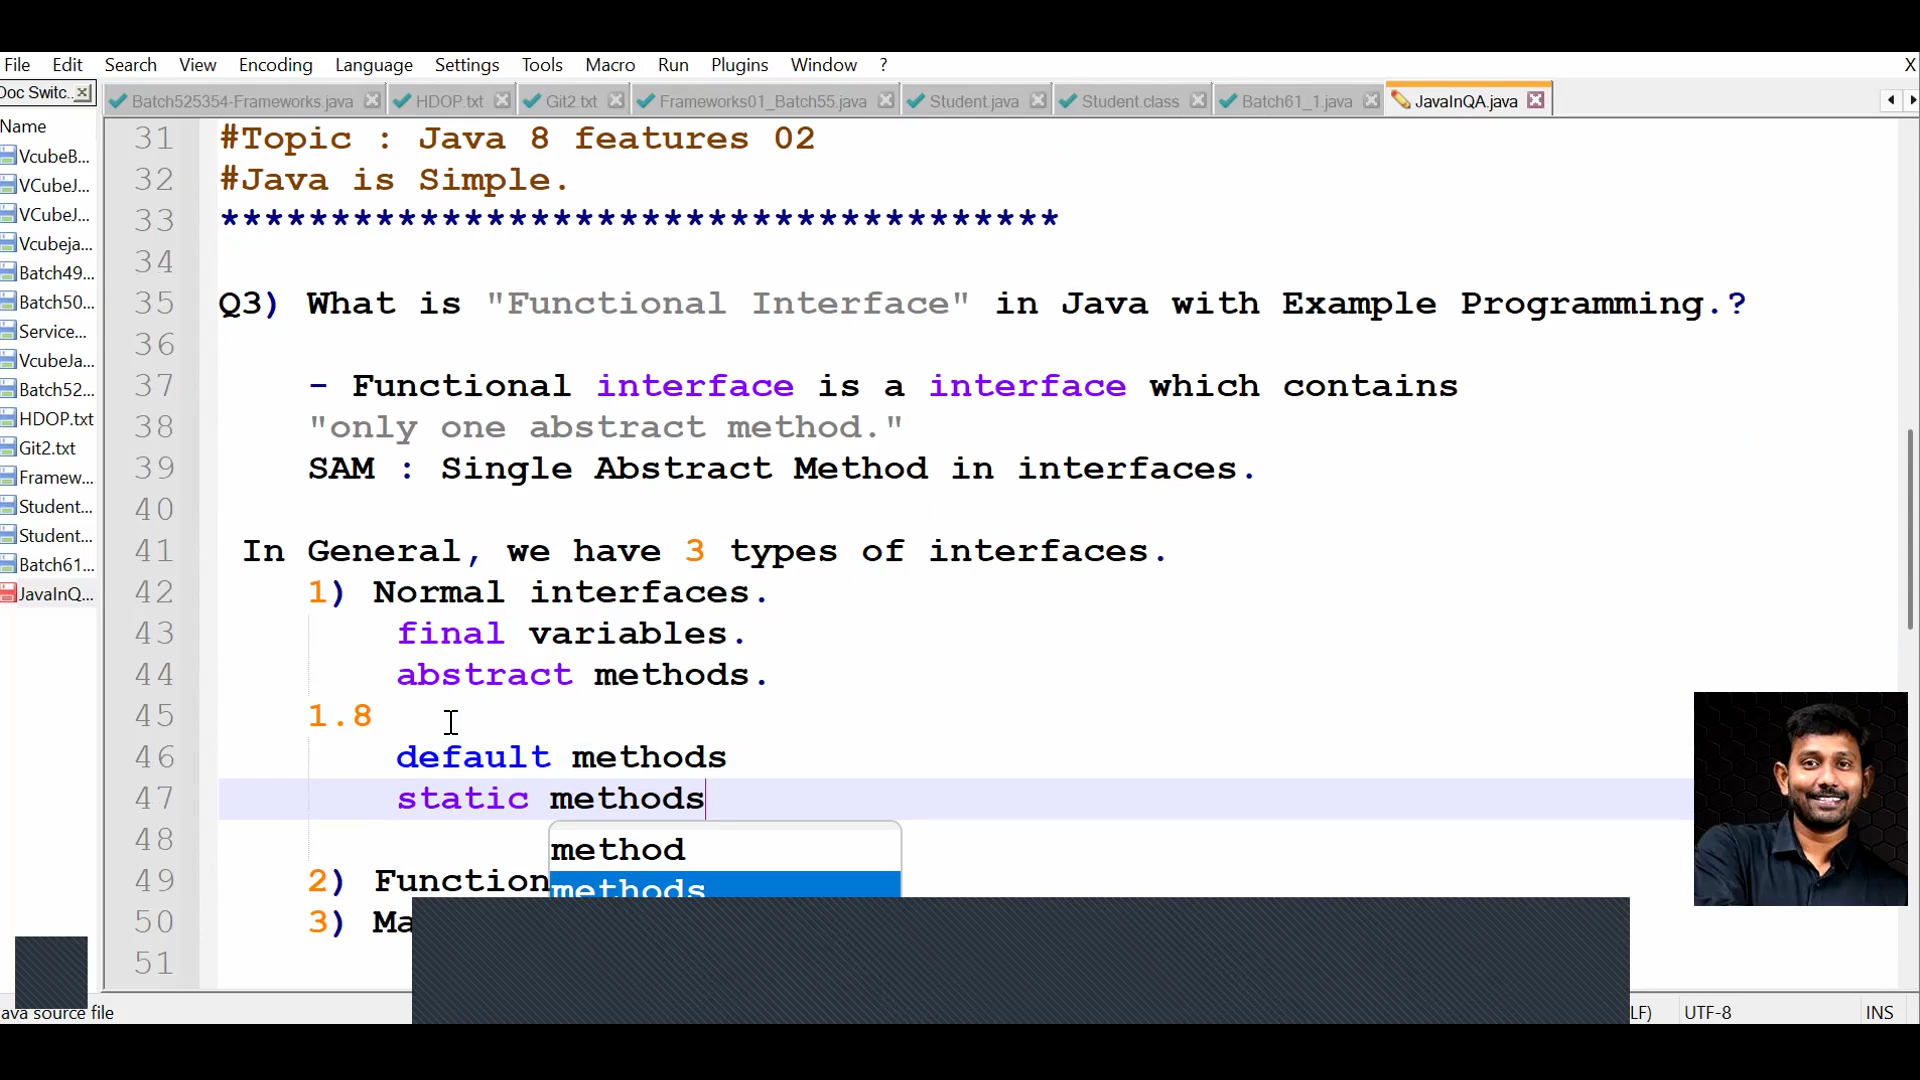 File Edit Search View Encoding Language Settings Tools Macro Run Plugins Window ? X
Doc Switc..
Batch525354-Frameworks.java HDOP.txt Git2.txt Frameworks01_Batch55.java Student.java Student.class Batch61_1.java JavaInQA.java
Name
VcubeB...
VCubeJ...
VCubeJ...
Vcubeja...
Batch49...
Batch50...
Service...
VcubeJa...
Batch52...
HDOP.txt
Git2.txt
Framew...
Student...
Student...
Batch61...
JavaInQ...
31 #Topic : Java 8 features 02
32 #Java is Simple.
33 **************************************
34
35 Q3) What is "Functional Interface" in Java with Example Programming.?
36
37 - Functional interface is a interface which contains
38 "only one abstract method."
39 SAM : Single Abstract Method in interfaces.
40
41 In General, we have 3 types of interfaces.
42 1) Normal interfaces.
43 final variables.
44 abstract methods.
45 1.8
46 default methods
47 static methods
48 method
49 2) Function
methods
50 3) Ma
51
ava source file LF) UTF-8 INS